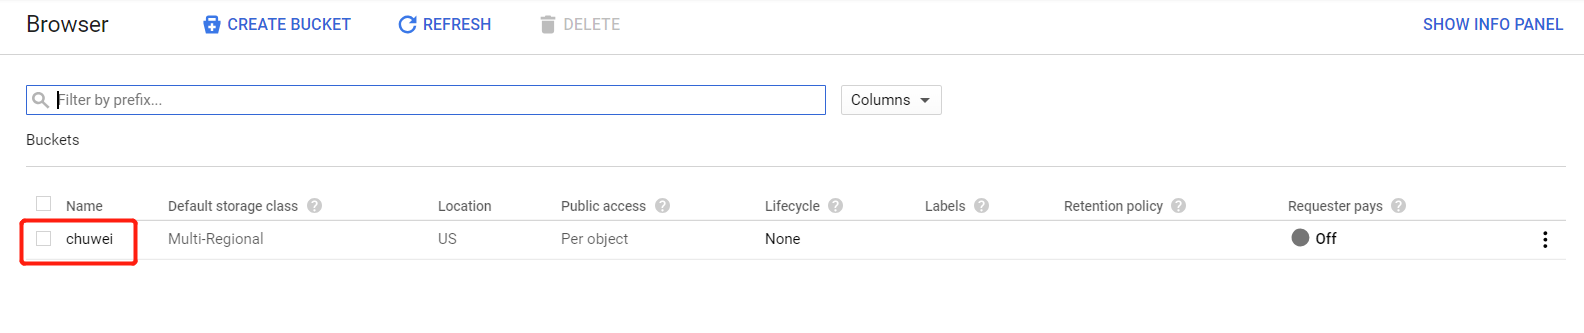 Browser CREATE BUCKET REFRESH DELETE SHOW INFO PANEL
Filter by prefix... Columns
Buckets
Name Default storage class ? Location Public access ? Lifecycle ? Labels ? Retention policy ? Requester pays ?
chuwei Multi-Regional US Per object None Off